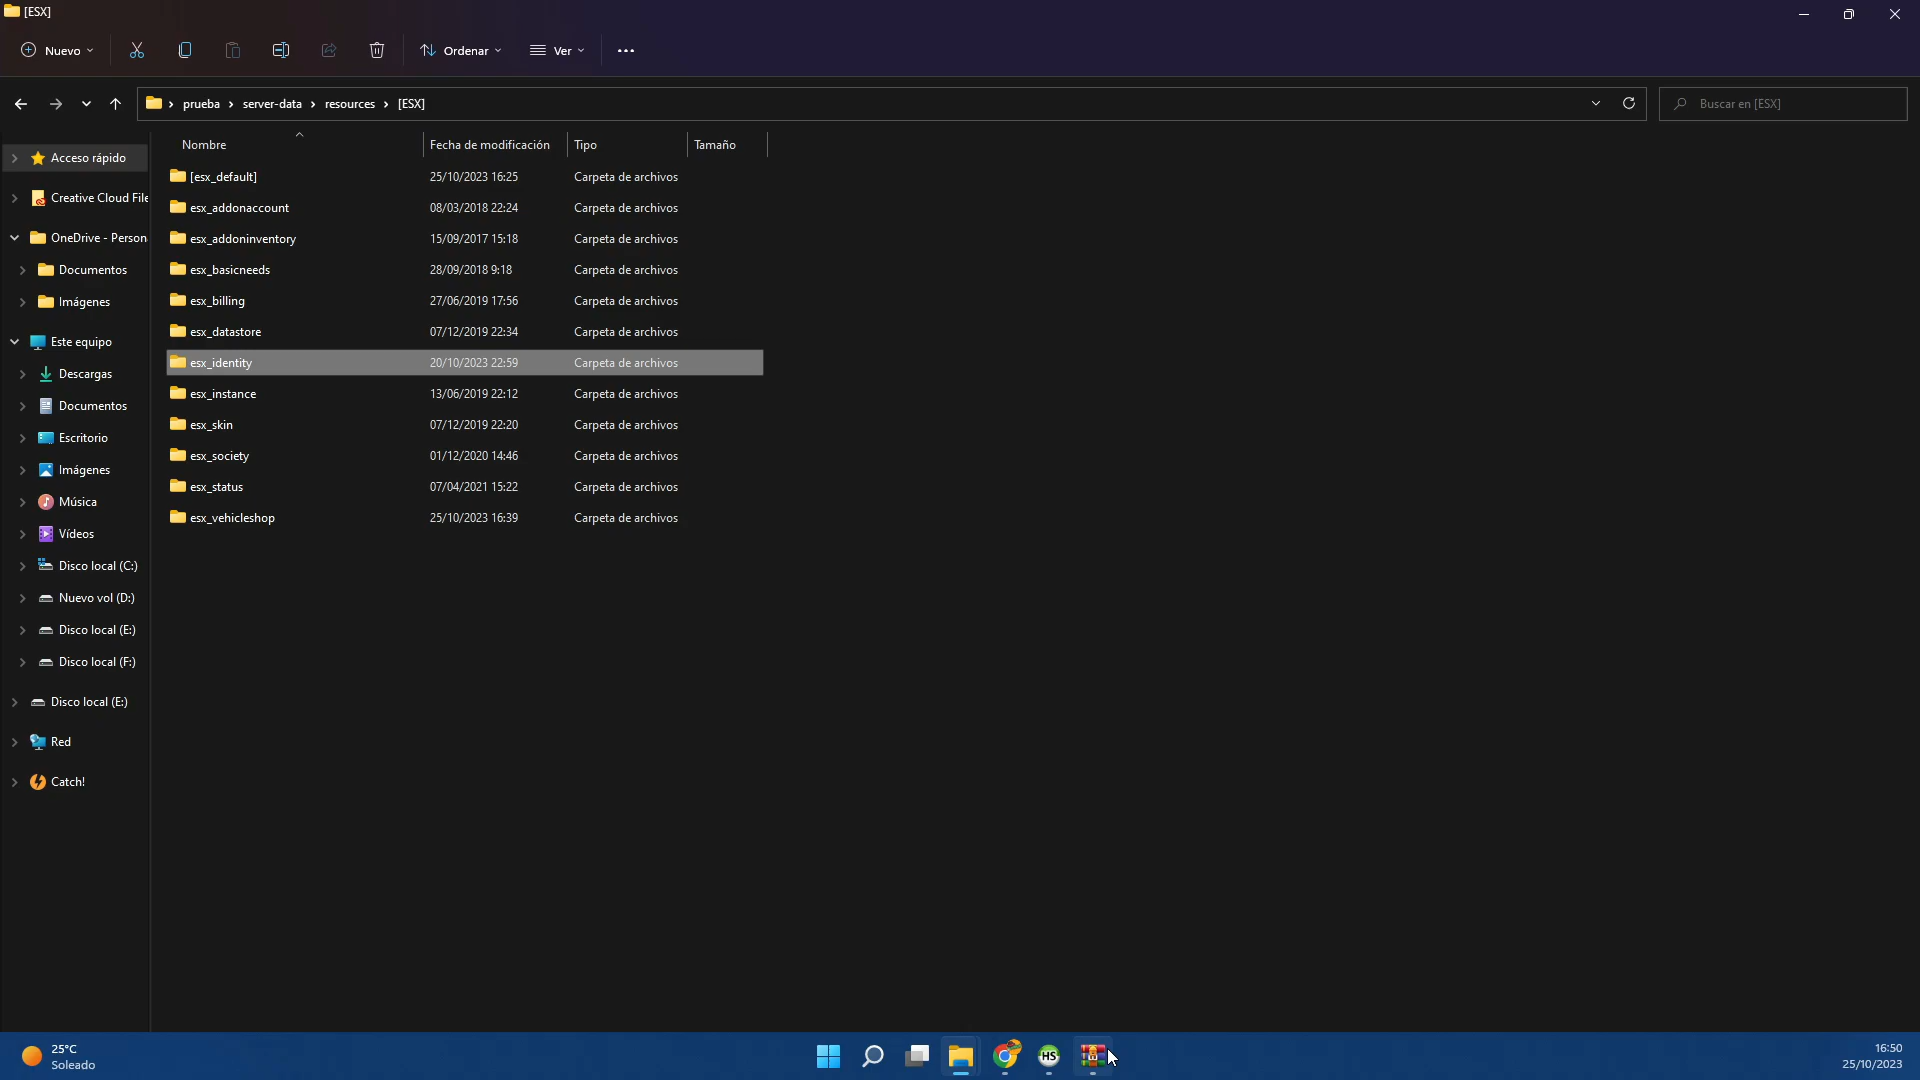 [ESX]
Nuevo
Ordenar
Ver
prueba > server-data > resources > [ESX]
Buscar en [ESX]
Nombre Fecha de modificación Tipo Tamaño
Acceso rápido
Creative Cloud File
OneDrive - Person
Documentos
Imágenes
Este equipo
Descargas
Documentos
Escritorio
Imágenes
Música
Vídeos
Disco local (C:)
Nuevo vol (D:)
Disco local (E:)
Disco local (F:)
Disco local (E:)
Red
Catch!
[esx_default] 25/10/2023 16:25 Carpeta de archivos
esx_addonaccount 08/03/2018 22:24 Carpeta de archivos
esx_addoninventory 15/09/2017 15:18 Carpeta de archivos
esx_basicneeds 28/09/2018 9:18 Carpeta de archivos
esx_billing 27/06/2019 17:56 Carpeta de archivos
esx_datastore 07/12/2019 22:34 Carpeta de archivos
esx_identity 20/10/2023 22:59 Carpeta de archivos
esx_instance 13/06/2019 22:12 Carpeta de archivos
esx_skin 07/12/2019 22:20 Carpeta de archivos
esx_society 01/12/2020 14:46 Carpeta de archivos
esx_status 07/04/2021 15:22 Carpeta de archivos
esx_vehicleshop 25/10/2023 16:39 Carpeta de archivos
25°C
Soleado
HS
16:50
25/10/2023